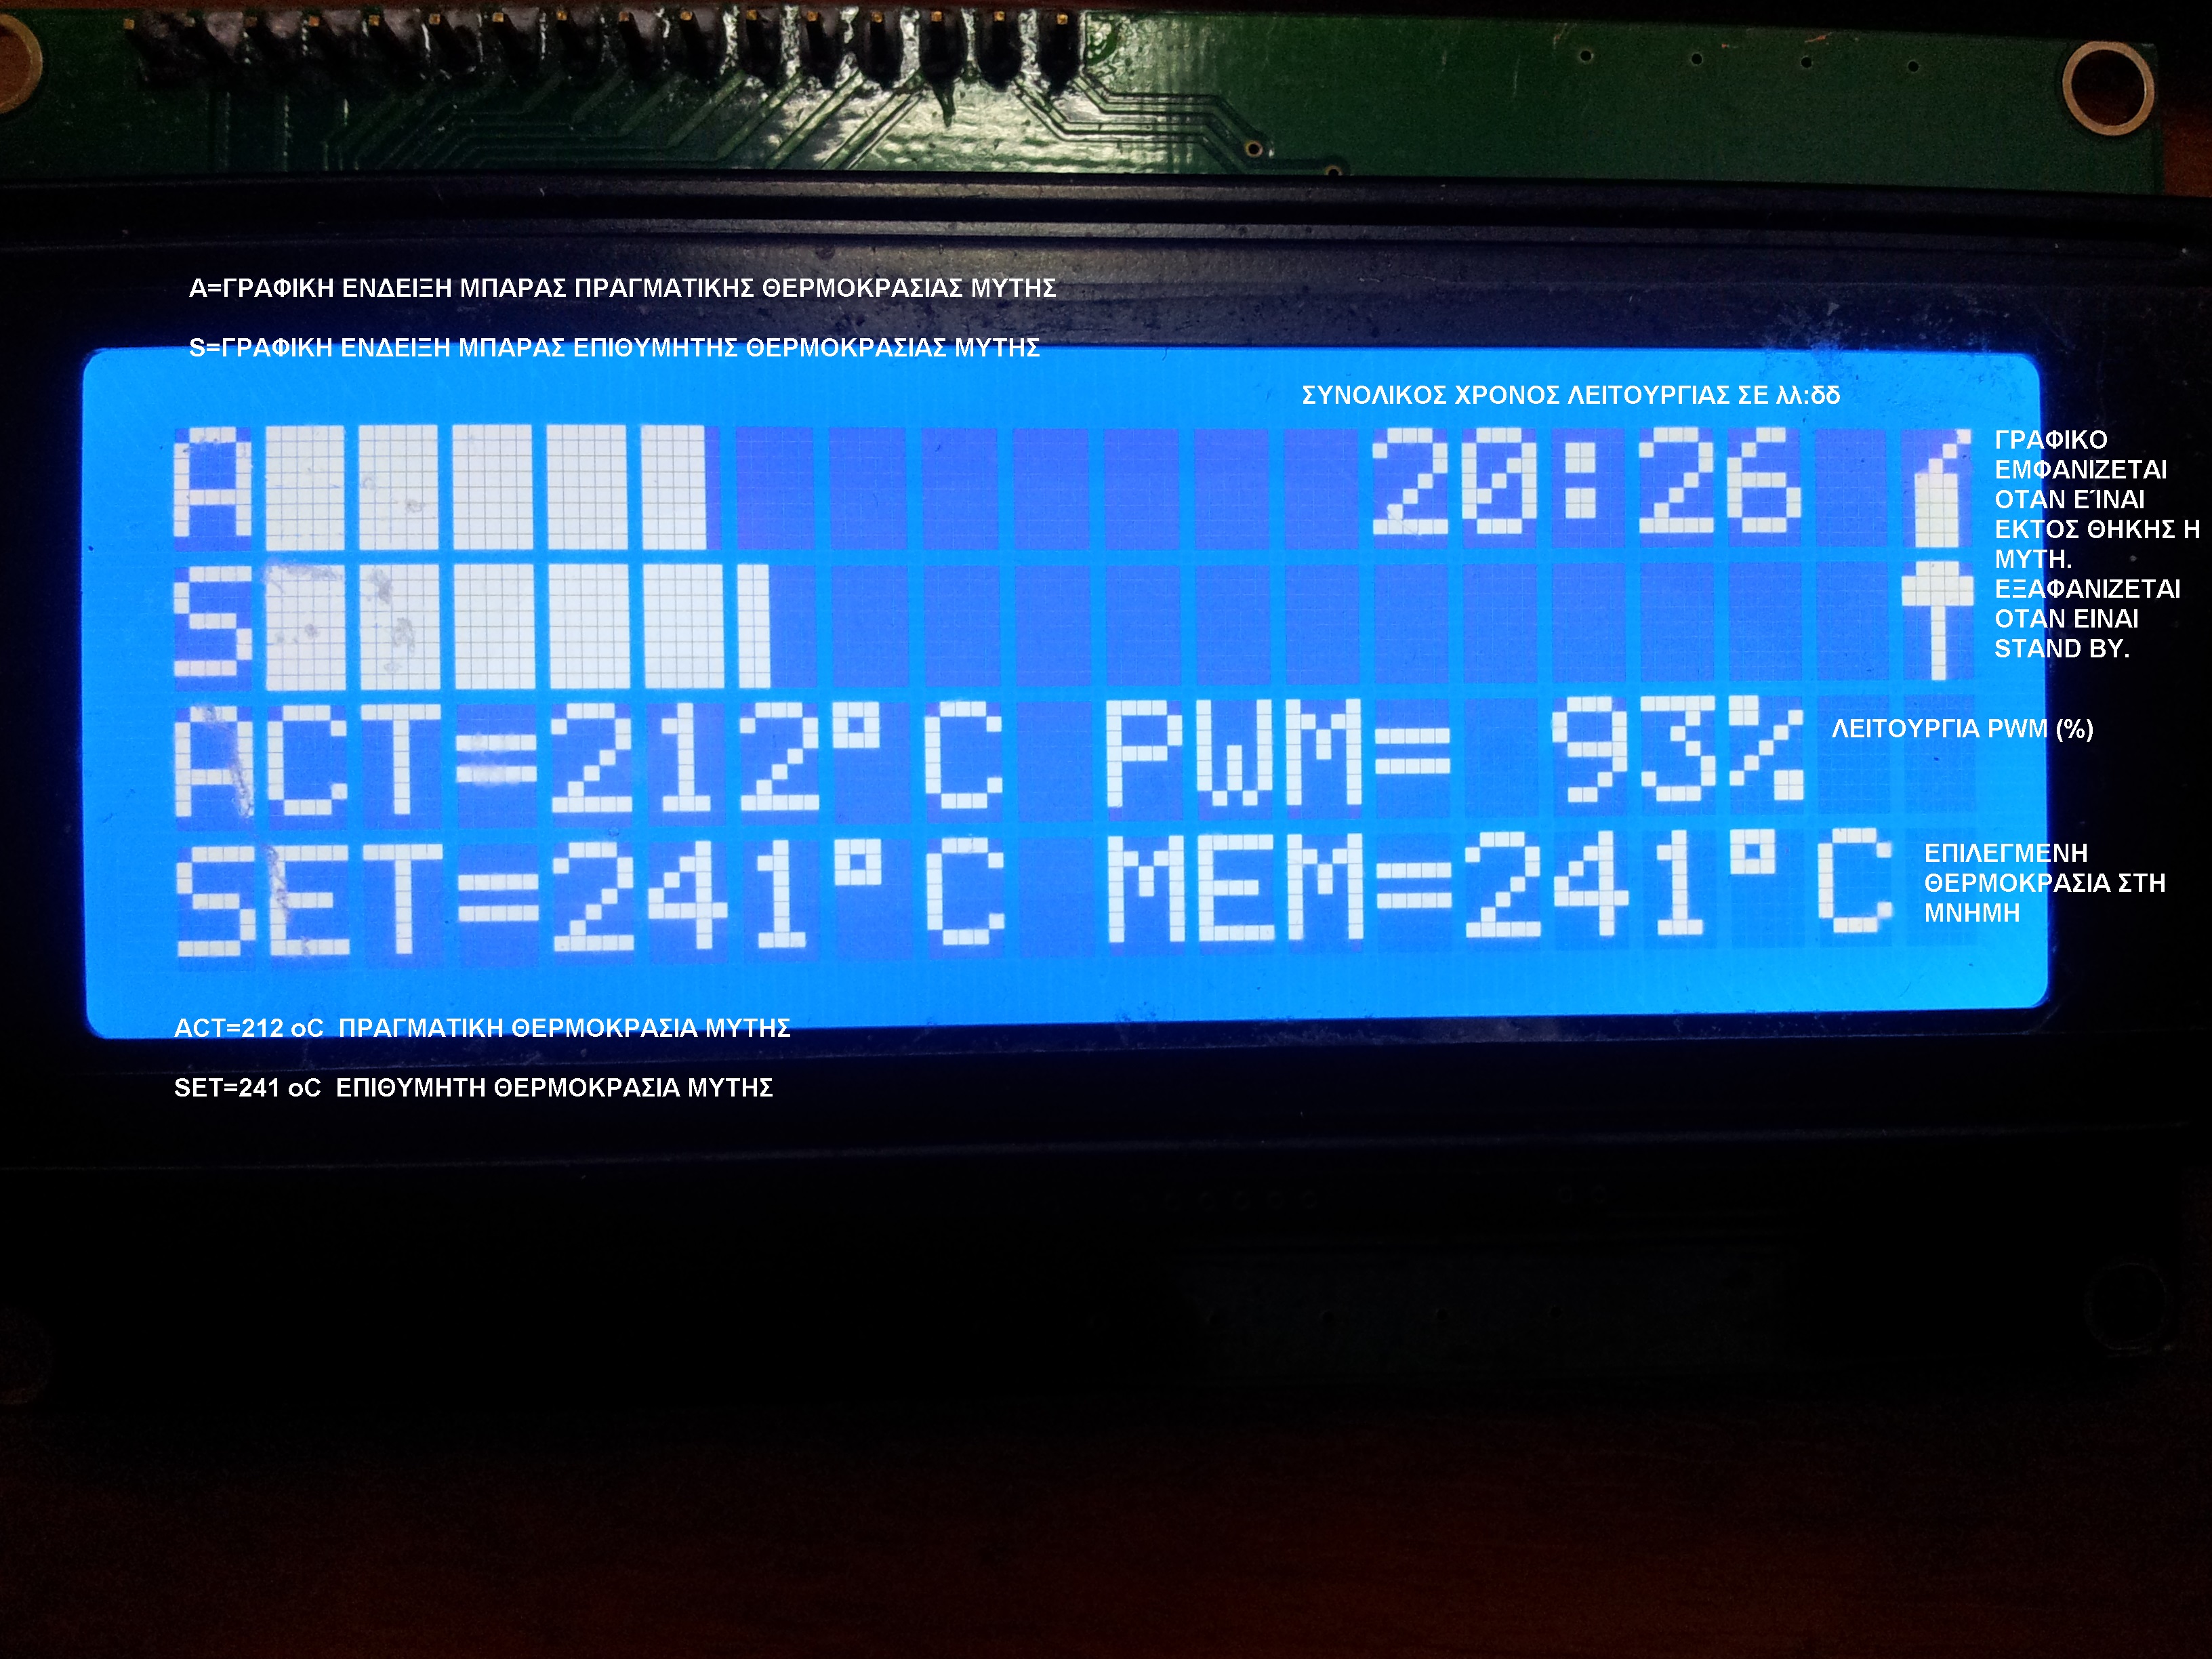 A=ΓΡΑΦΙΚΗ ΕΝΔΕΙΞΗ ΜΠΑΡΑΣ ΠΡΑΓΜΑΤΙΚΗΣ ΘΕΡΜΟΚΡΑΣΙΑΣ ΜΥΤΗΣ
S=ΓΡΑΦΙΚΗ ΕΝΔΕΙΞΗ ΜΠΑΡΑΣ ΕΠΙΘΥΜΗΤΗΣ ΘΕΡΜΟΚΡΑΣΙΑΣ ΜΥΤΗΣ
ΣΥΝΟΛΙΚΟΣ ΧΡΟΝΟΣ ΛΕΙΤΟΥΡΓΙΑΣ ΣΕ λλ:δδ
A 20:26
S
ΓΡΑΦΙΚΟ
ΕΜΦΑΝΙΖΕΤΑΙ
ΟΤΑΝ ΕΊΝΑΙ
ΕΚΤΟΣ ΘΗΚΗΣ Η
ΜΥΤΗ.
ΕΞΑΦΑΝΙΖΕΤΑΙ
ΟΤΑΝ ΕΙΝΑΙ
STAND BY.
ACT=212°C PWM= 93%
ΛΕΙΤΟΥΡΓΙΑ PWM (%)
SET=241°C MEM=241°C
ΕΠΙΛΕΓΜΕΝΗ
ΘΕΡΜΟΚΡΑΣΙΑ ΣΤΗ
ΜΝΗΜΗ
ACT=212 oC ΠΡΑΓΜΑΤΙΚΗ ΘΕΡΜΟΚΡΑΣΙΑ ΜΥΤΗΣ
SET=241 oC ΕΠΙΘΥΜΗΤΗ ΘΕΡΜΟΚΡΑΣΙΑ ΜΥΤΗΣ